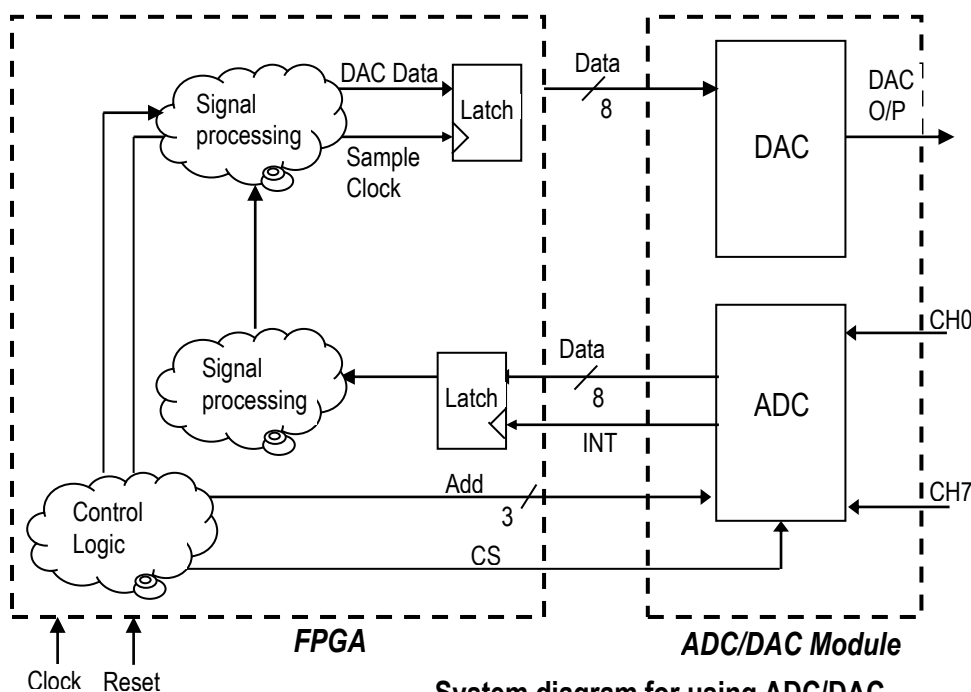 DAC Data
Signal
processing
Latch
Sample
Clock
Data
8
DAC
DAC
O/P
Signal
processing
Latch
Data
8
INT
ADC
CH0
CH7
Control
Logic
Add
3
CS
FPGA
ADC/DAC Module
Clock
Reset
System diagram for using ADC/DAC